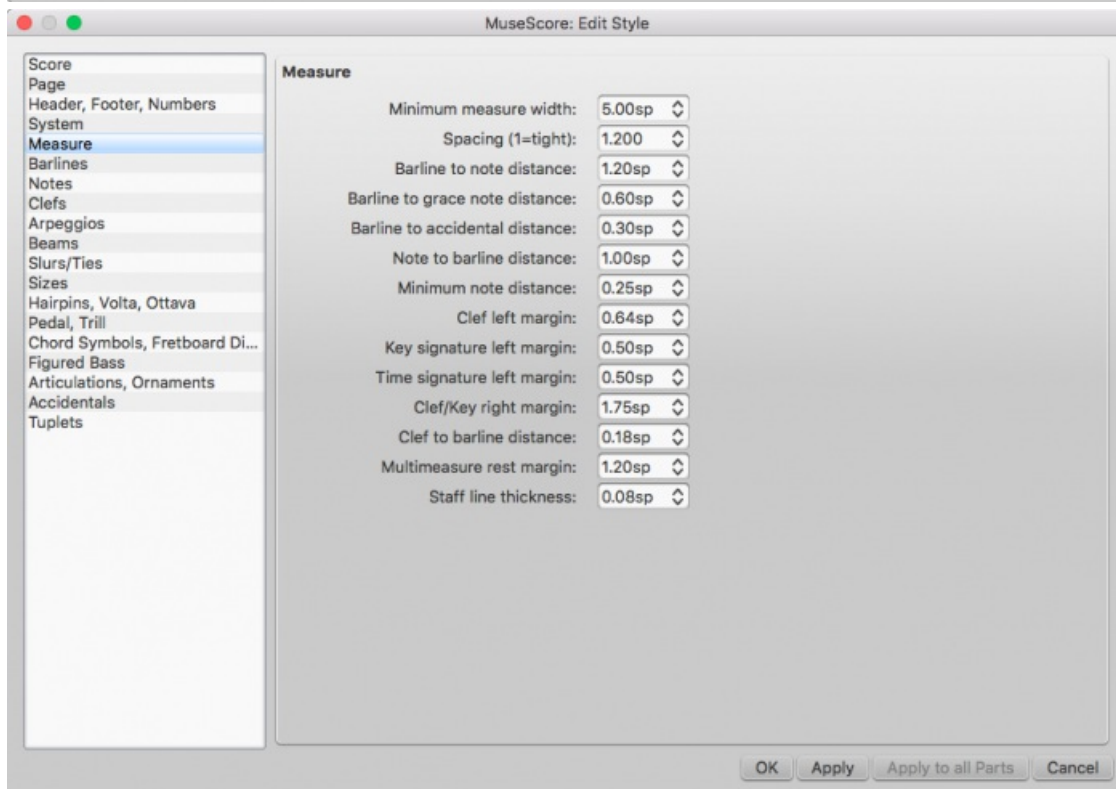 MuseScore: Edit Style
Score
Page
Header, Footer, Numbers
System
Measure
Barlines
Notes
Clefs
Arpeggios
Beams
Slurs/Ties
Sizes
Hairpins, Volta, Ottava
Pedal, Trill
Chord Symbols, Fretboard Di...
Figured Bass
Articulations, Ornaments
Accidentals
Tuplets
Measure
Minimum measure width: 5.00sp
Spacing (1=tight): 1.200
Barline to note distance: 1.20sp
Barline to grace note distance: 0.60sp
Barline to accidental distance: 0.30sp
Note to barline distance: 1.00sp
Minimum note distance: 0.25sp
Clef left margin: 0.64sp
Key signature left margin: 0.50sp
Time signature left margin: 0.50sp
Clef/Key right margin: 1.75sp
Clef to barline distance: 0.18sp
Multimeasure rest margin: 1.20sp
Staff line thickness: 0.08sp
OK Apply Apply to all Parts Cancel